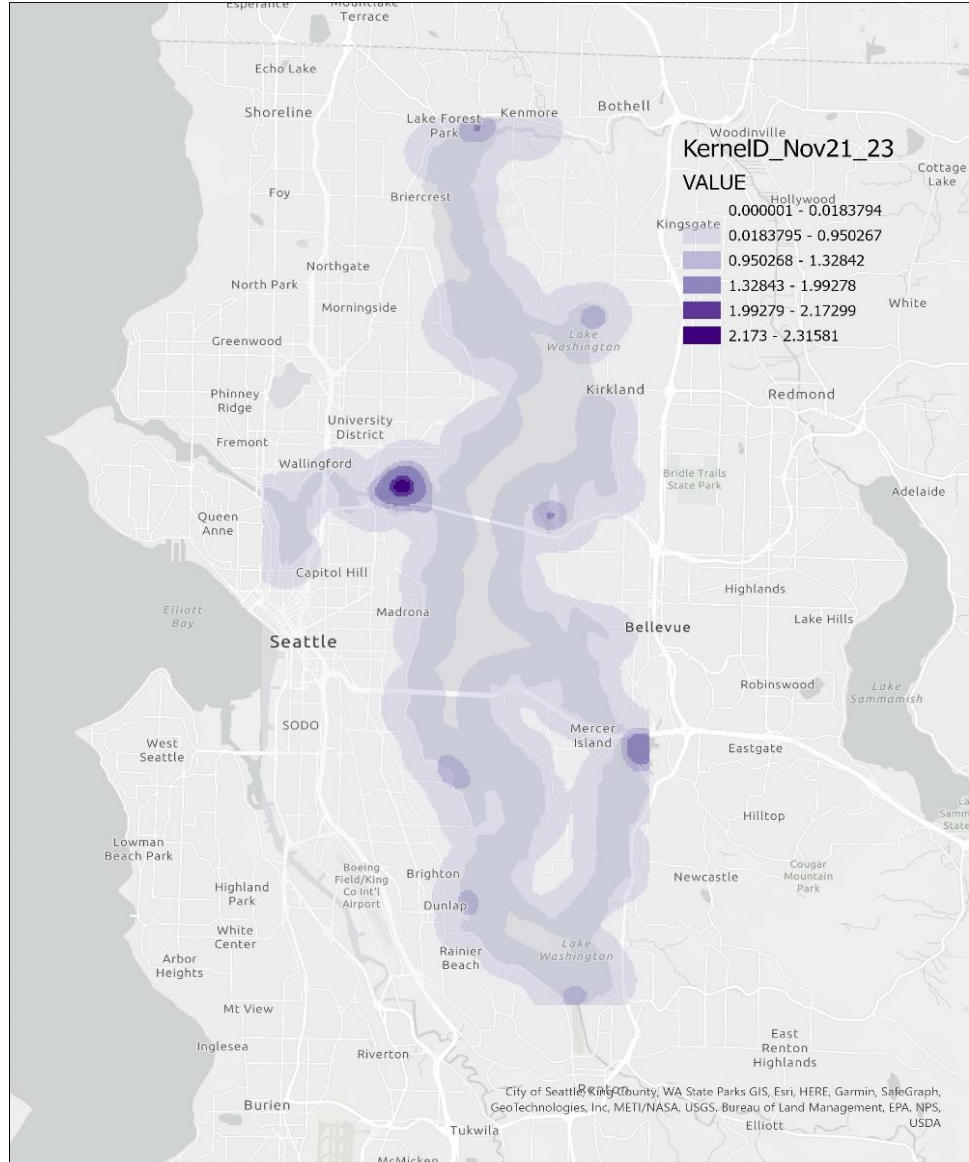 Esperance
Mountlake
Terrace
Echo Lake
Shoreline
Lake Forest
Park
Kenmore
Bothell
Woodinville
KernelD_Nov21_23
VALUE
Cottage
Lake
Foy
Briercrest
Hollywood
Kingsgate
0.000001 - 0.0183794
0.0183795 - 0.950267
0.950268 - 1.32842
1.32843 - 1.99278
1.99279 - 2.17299
2.173 - 2.31581
Northgate
North Park
Morningside
White
Greenwood
Lake
Washington
Phinney
Ridge
Kirkland
Redmond
University
District
Fremont
Wallingford
Bridle Trails
State Park
Adelaide
Queen
Anne
Capitol Hill
Highlands
Elliott
Bay
Madrona
Lake Hills
Seattle
Bellevue
Robinswood
Lake
Sammamish
SODO
Mercer
Island
West
Seattle
Eastgate
La
Samm
State
Hilltop
Lowman
Beach Park
Boeing
Field/King
Co Int'l
Airport
Brighton
Newcastle
Cougar
Mountain
Park
Highland
Park
Dunlap
White
Center
Rainier
Beach
Lake
Washington
Arbor
Heights
Mt View
East
Renton
Highlands
Inglesea
Riverton
Renton
City of Seattle, King County, WA State Parks GIS, Esri, HERE, Garmin, SafeGraph,
GeoTechnologies, Inc, METI/NASA, USGS, Bureau of Land Management, EPA, NPS,
USDA
Burien
Elliott
Tukwila
McMicken